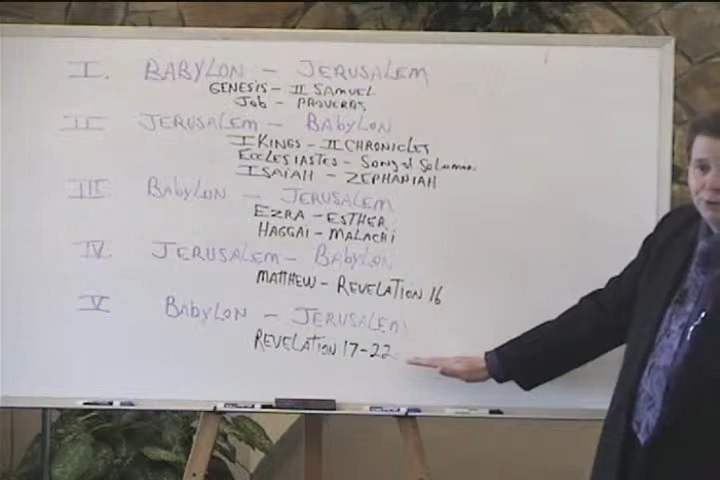 I. BABYLON - JERUSALEM
GENESIS - II SAMUEL
JOB - PROVERBS
II JERUSALEM - BABYLON
I KINGS - II CHRONICLES
ECCLESIASTES - SONG of SOLOMON
ISAIAH - ZEPHANIAH
III BABYLON - JERUSALEM
EZRA - ESTHER
HAGGAI - MALACHI
IV JERUSALEM - BABYLON
MATTHEW - REVELATION 16
V BABYLON - JERUSALEM
REVELATION 17-22